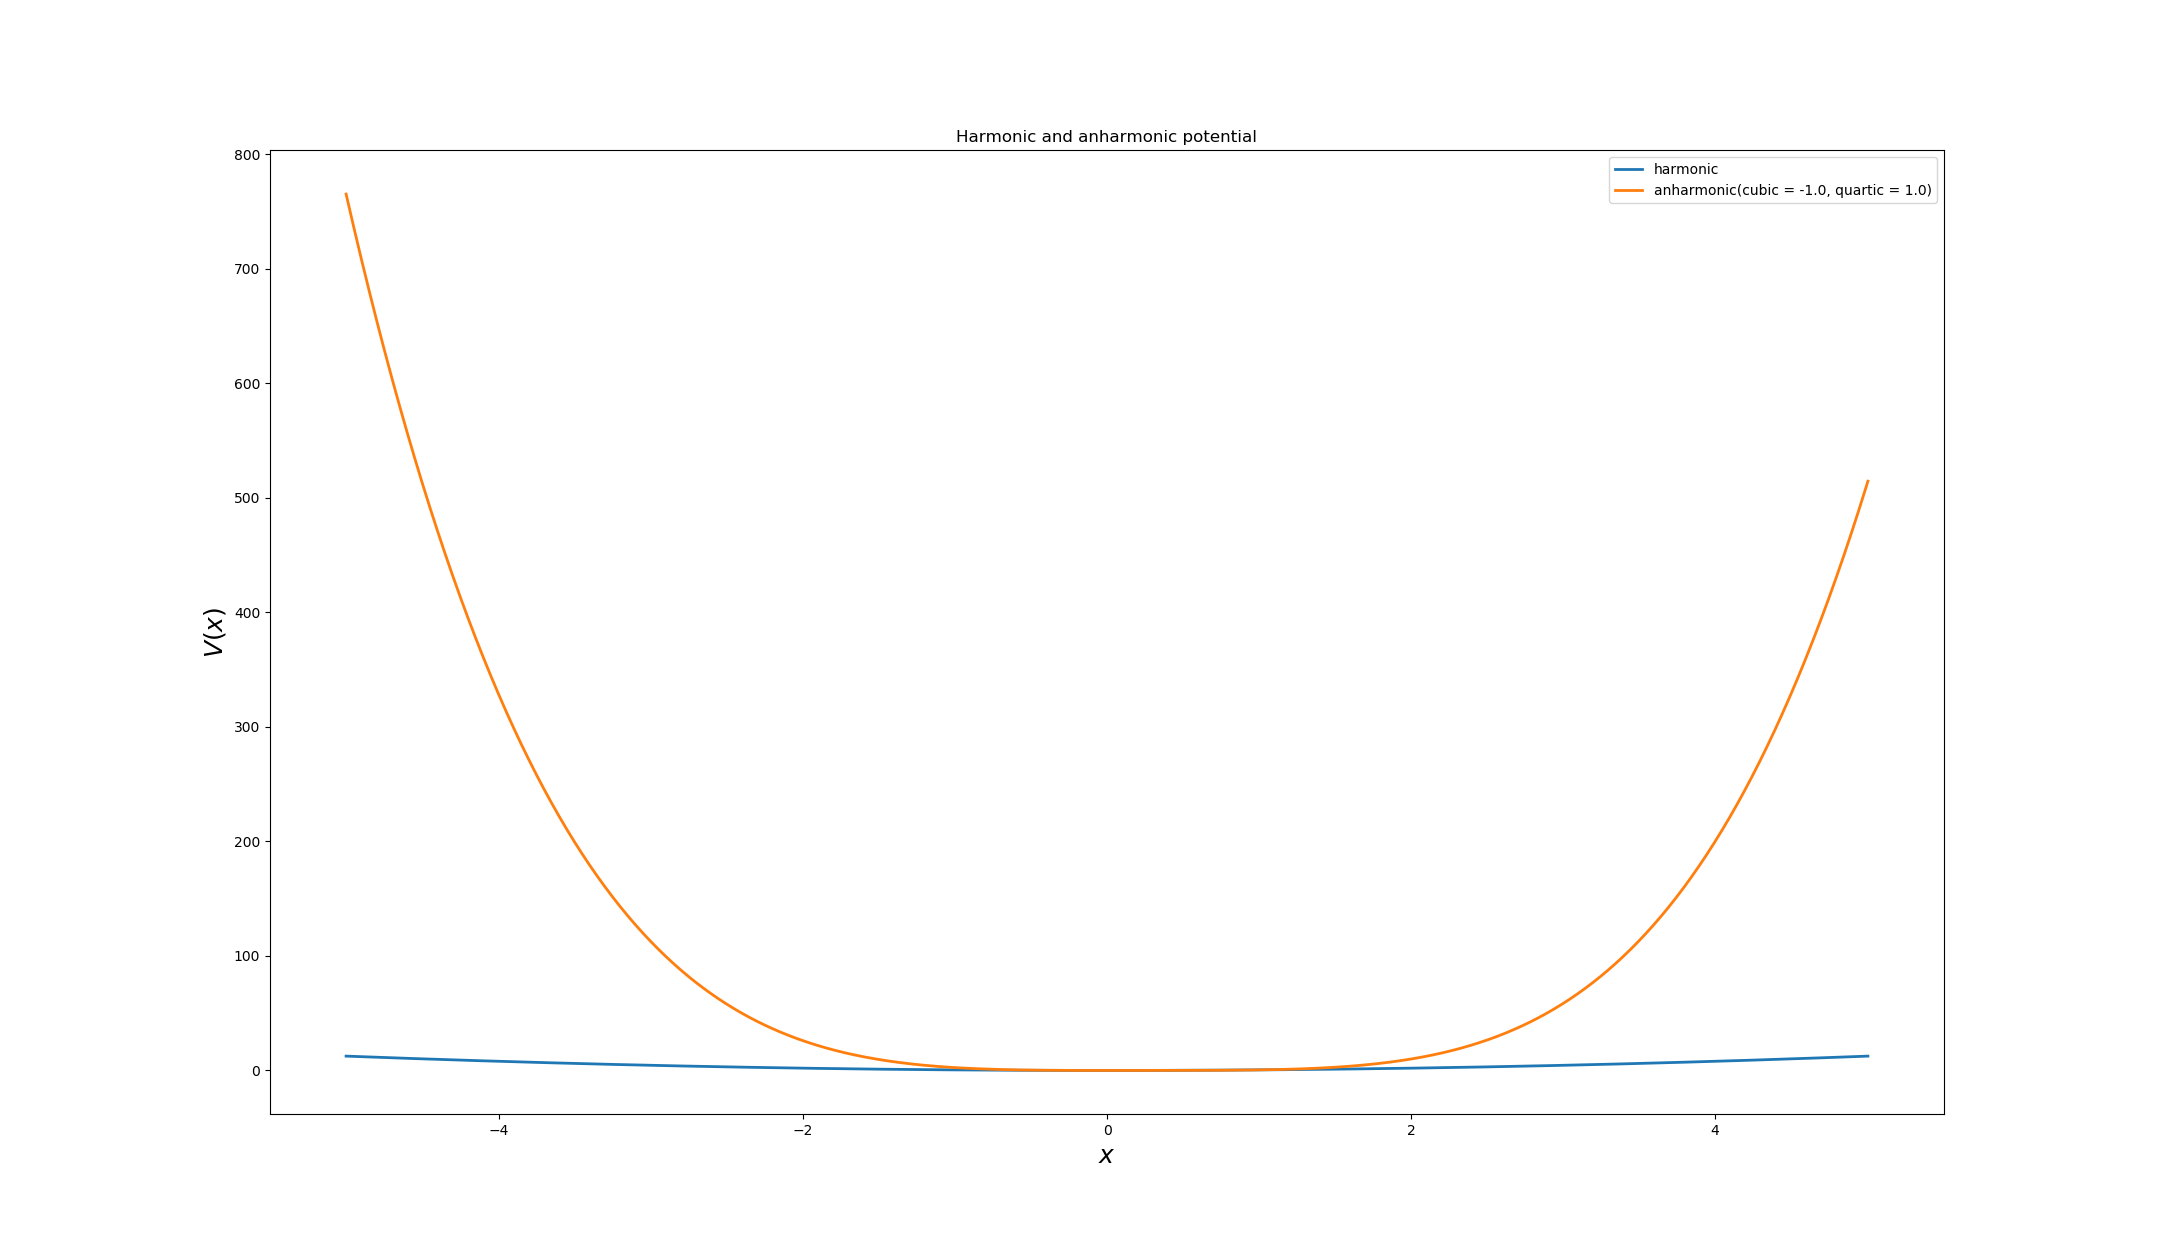 Harmonic and anharmonic potential
harmonic
anharmonic(cubic = -1.0, quartic = 1.0)
800
700
600
500
400
300
200
100
0
V(x)
−4 −2 0 2 4
x